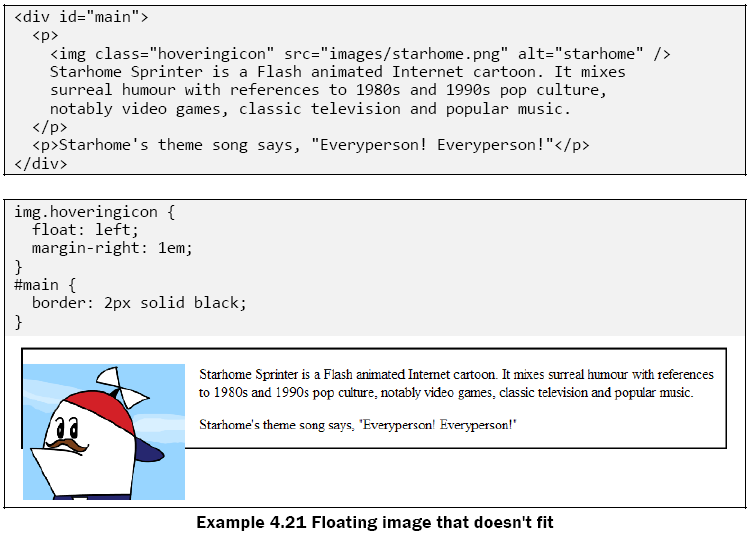 <div id="main">
  <p>
    <img class="hoveringicon" src="images/starhome.png" alt="starhome" />
    Starhome Sprinter is a Flash animated Internet cartoon. It mixes
    surreal humour with references to 1980s and 1990s pop culture,
    notably video games, classic television and popular music.
  </p>
  <p>Starhome's theme song says, "Everyperson! Everyperson!"</p>
</div>
img.hoveringicon {
  float: left;
  margin-right: 1em;
}
#main {
  border: 2px solid black;
}
Starhome Sprinter is a Flash animated Internet cartoon. It mixes surreal humour with references
to 1980s and 1990s pop culture, notably video games, classic television and popular music.
Starhome's theme song says, "Everyperson! Everyperson!"
Example 4.21 Floating image that doesn't fit